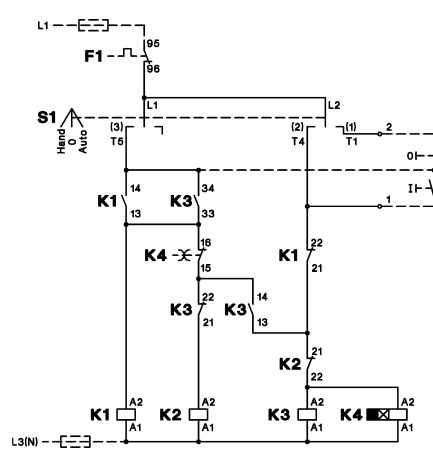 L1
95
F1
96
L1
L2
S1
Hand
0
Auto
(3)
T5
(2)
T4
(1)
T1
2
0
I
1
14
K1
13
34
K3
33
16
K4
15
22
K1
21
22
K3
21
14
K3
13
21
K2
22
A2
K1
A1
A2
K2
A1
A2
K3
A1
A2
K4
A1
L3(N)